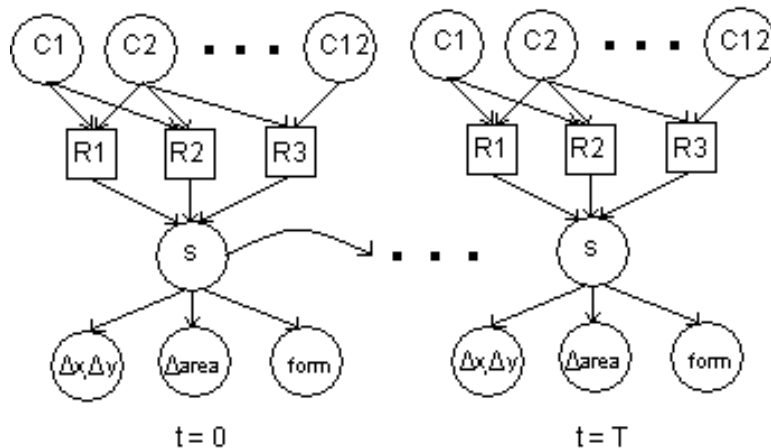 C1 C2 C12 C1 C2 C12
R1 R2 R3 R1 R2 R3
S S
Δx,Δy Δarea form Δx,Δy Δarea form
t = 0 t = T